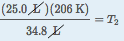 (25.0 L)(206 K)
34.8 L
= T₂